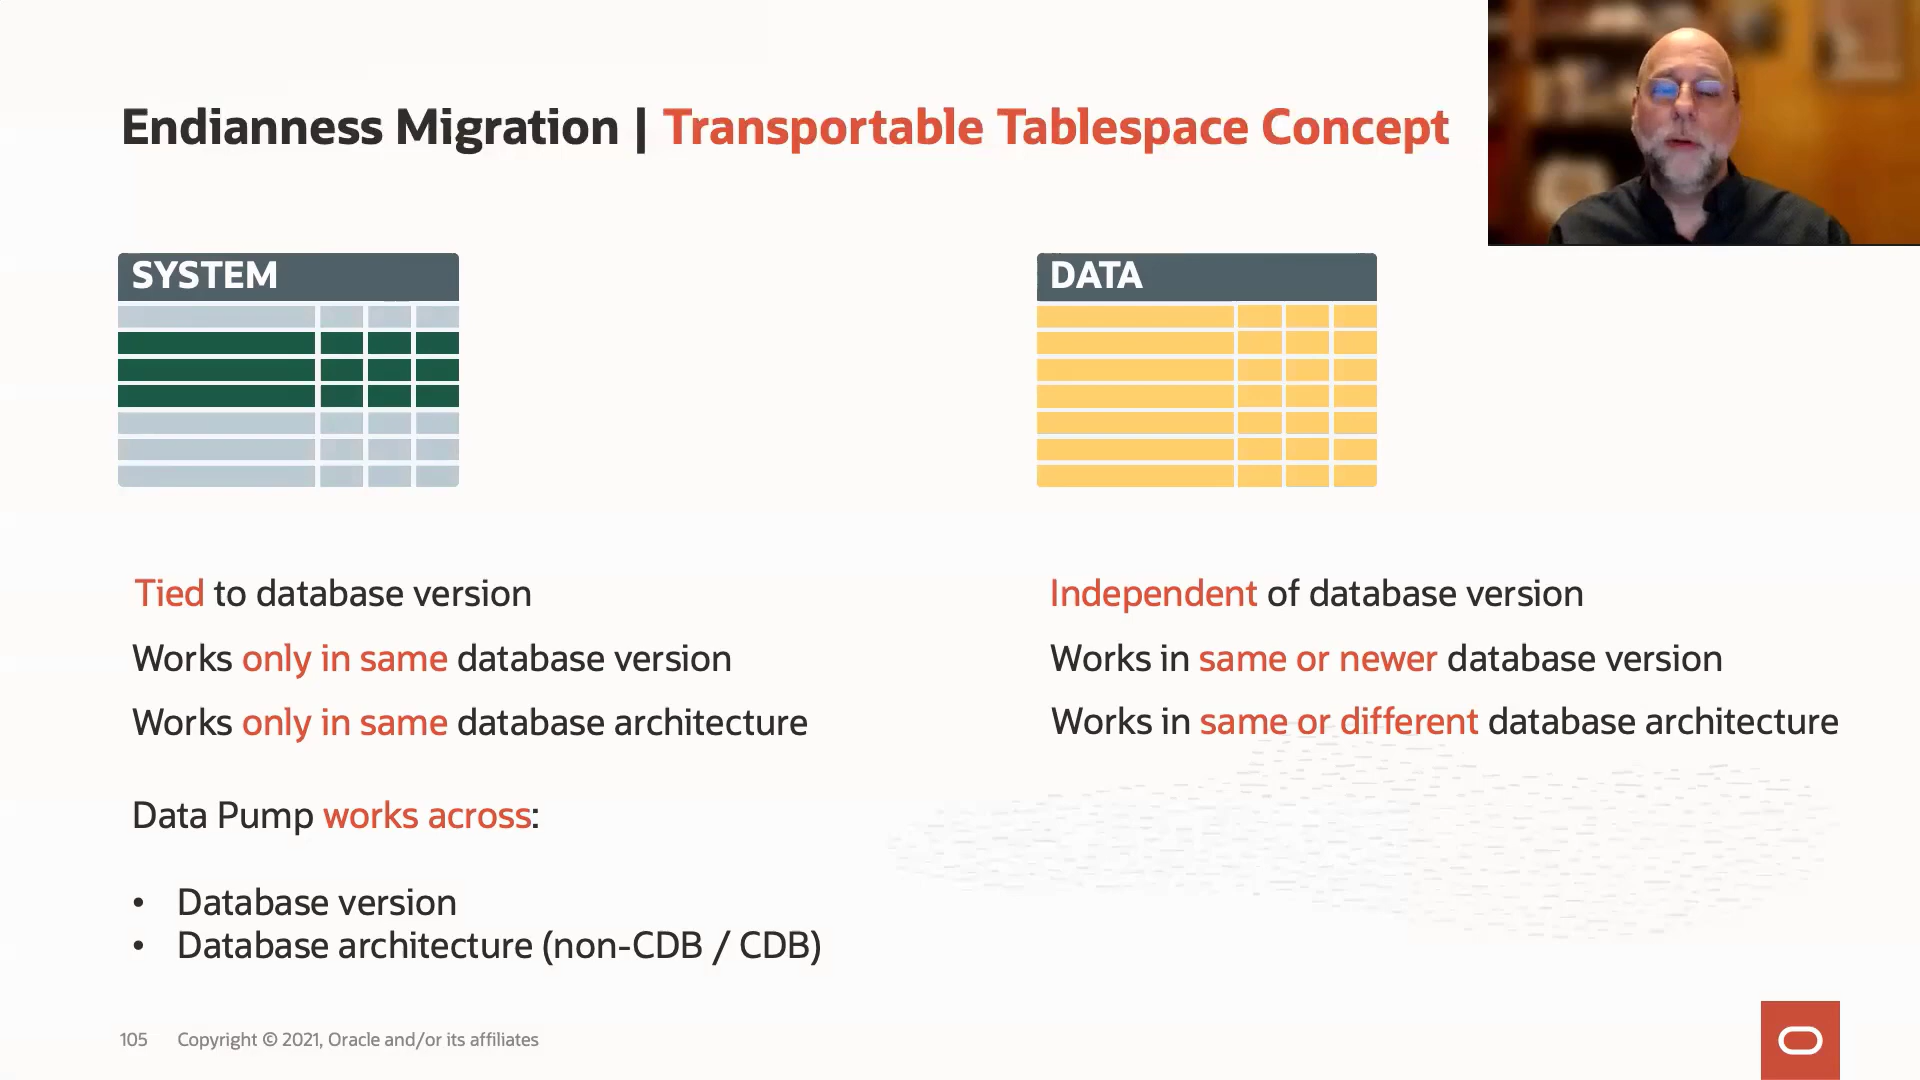 Endianness Migration | Transportable Tablespace Concept
SYSTEM
Tied to database version
Works only in same database version
Works only in same database architecture
Data Pump works across:
• Database version
• Database architecture (non-CDB / CDB)
DATA
Independent of database version
Works in same or newer database version
Works in same or different database architecture
105 Copyright © 2021, Oracle and/or its affiliates